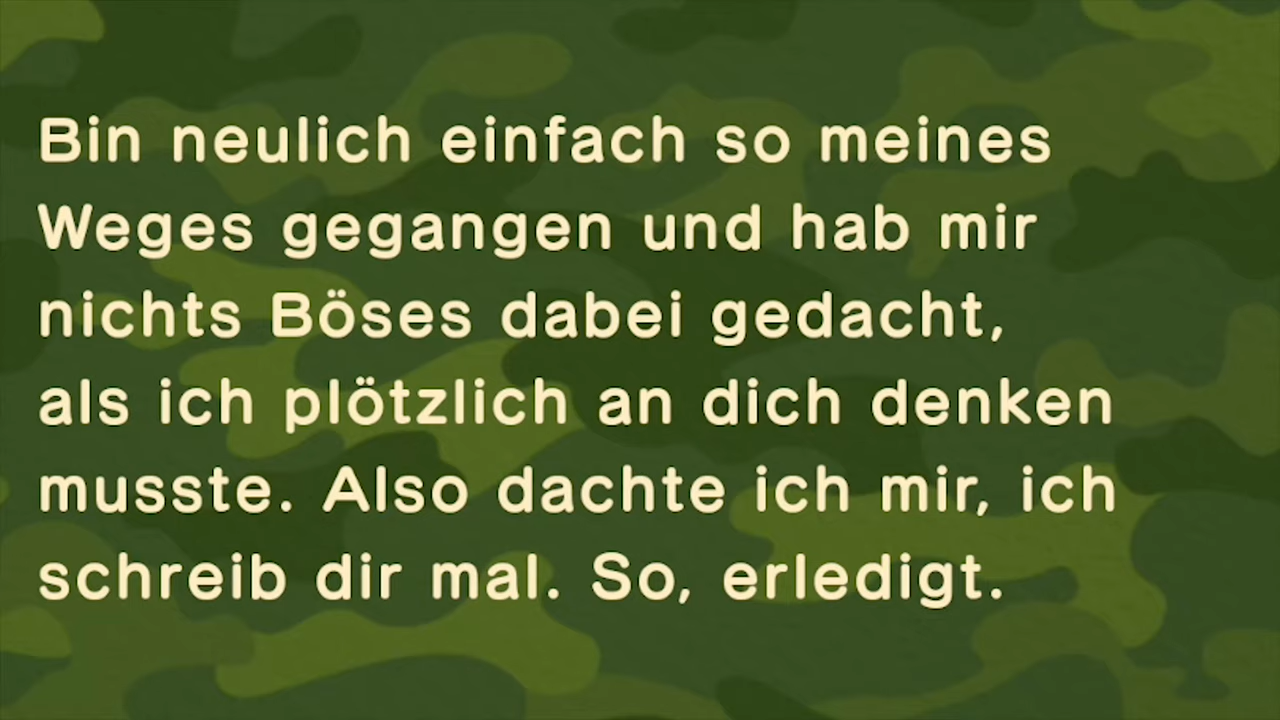 Bin neulich einfach so meines
Weges gegangen und hab mir
nichts Böses dabei gedacht,
als ich plötzlich an dich denken
musste. Also dachte ich mir, ich
schreib dir mal. So, erledigt.